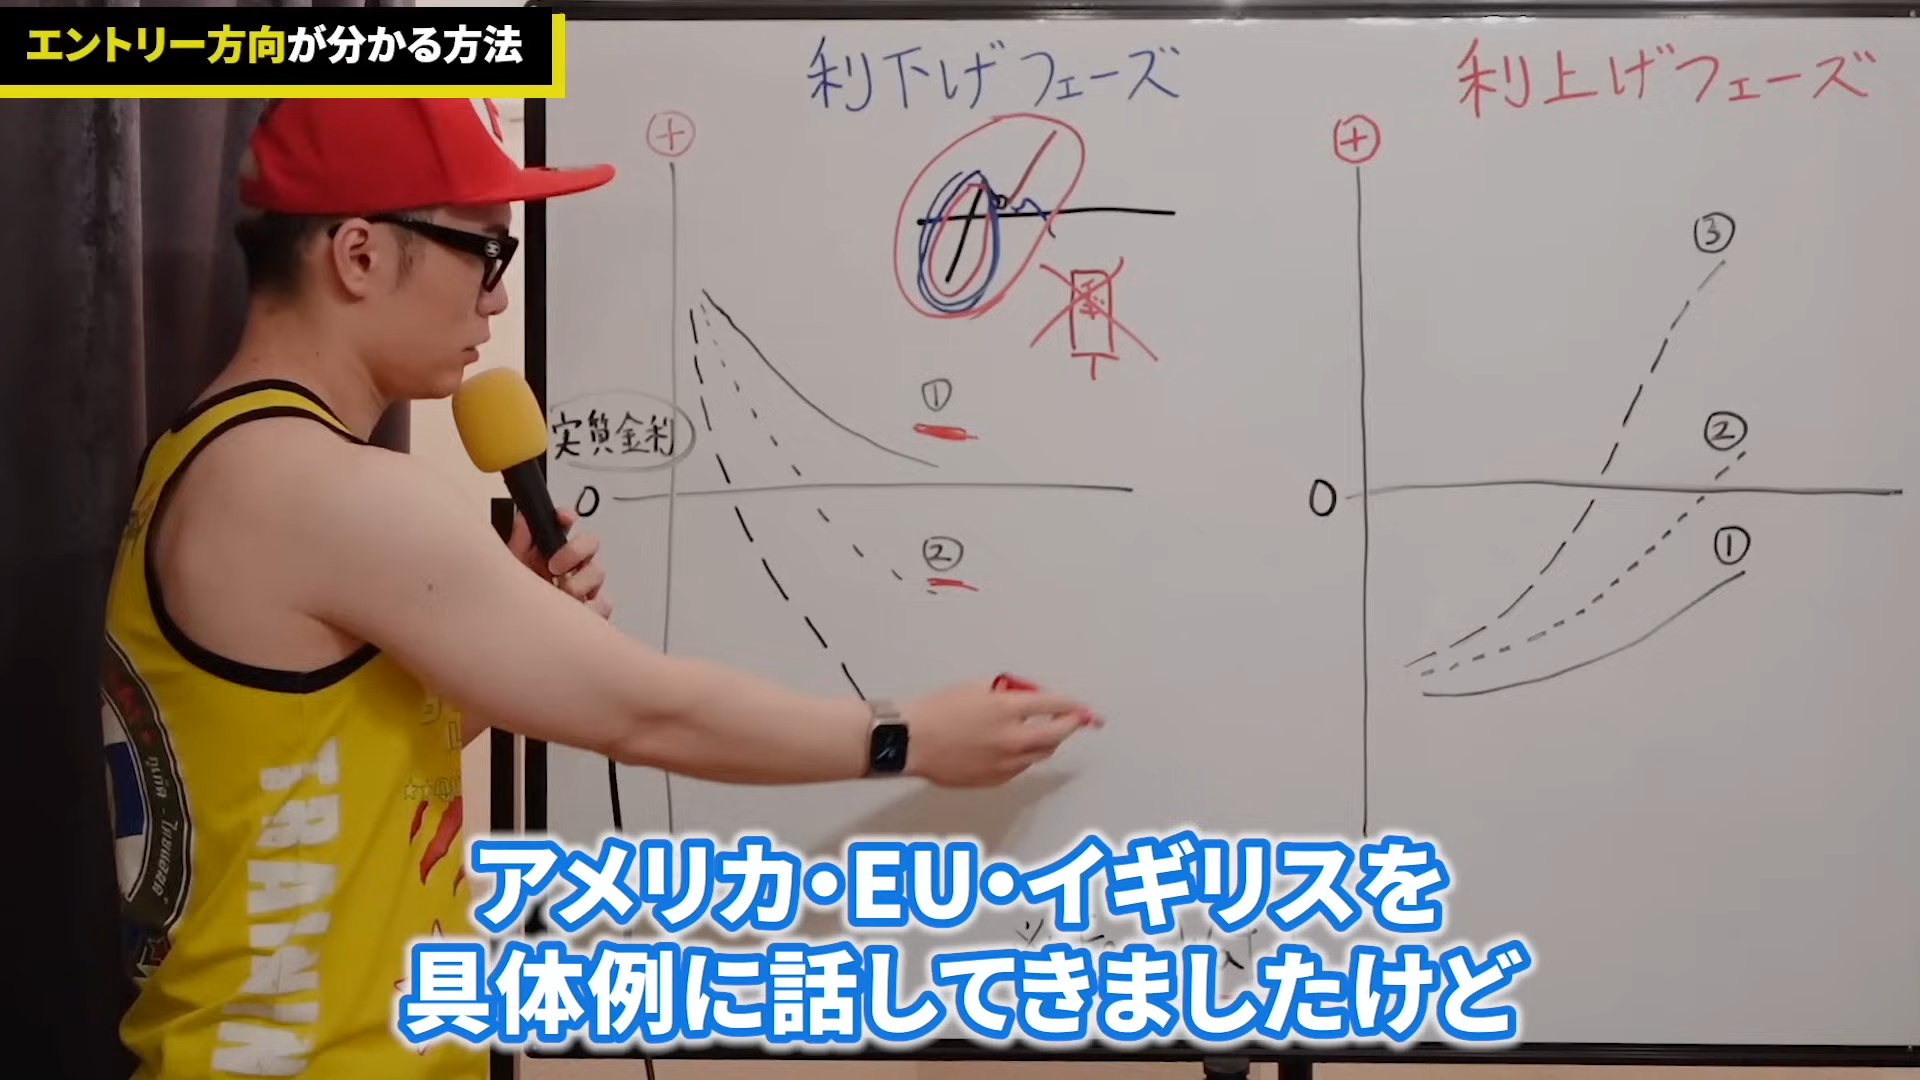 エントリー方向が分かる方法
利下げフェーズ
利上げフェーズ
+
+
③
①
②
実質金利
0
0
①
②
TRAININ
アメリカ・EU・イギリスを
具体例に話してきましたけど